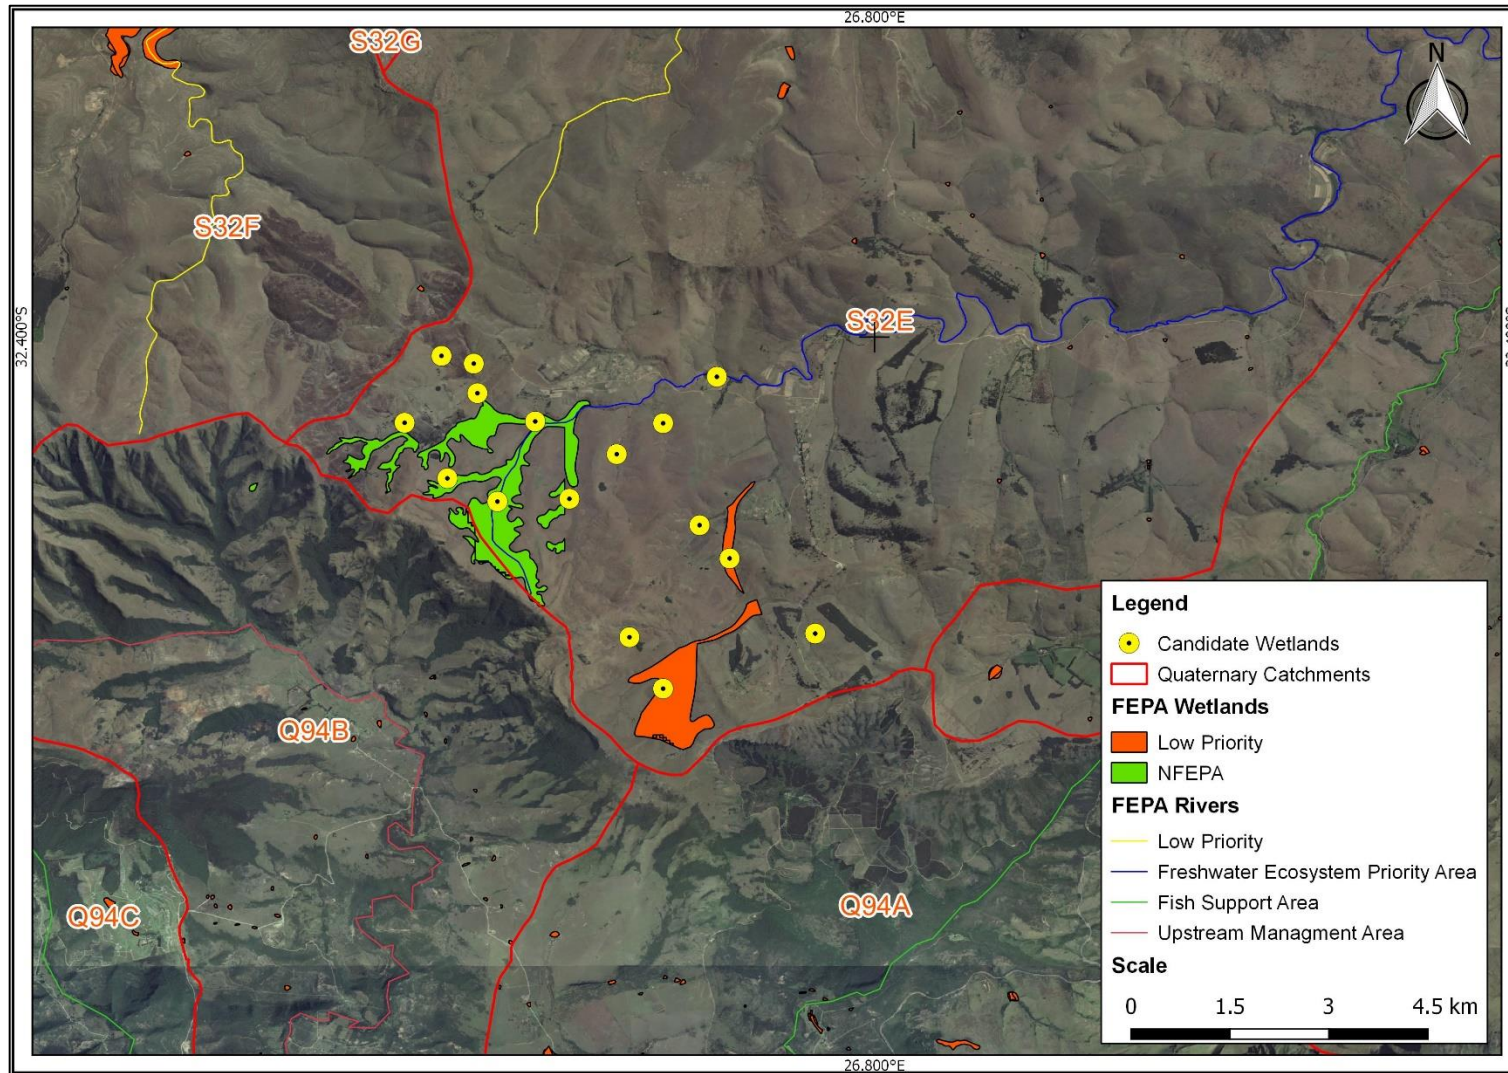 26.800°E
S32G
N
S32F
32.400°S
S32E
Legend
Candidate Wetlands
Quaternary Catchments
FEPA Wetlands
Low Priority
NFEPA
FEPA Rivers
Low Priority
Freshwater Ecosystem Priority Area
Fish Support Area
Upstream Managment Area
Scale
0 1.5 3 4.5 km
Q94B
Q94C
Q94A
26.800°E